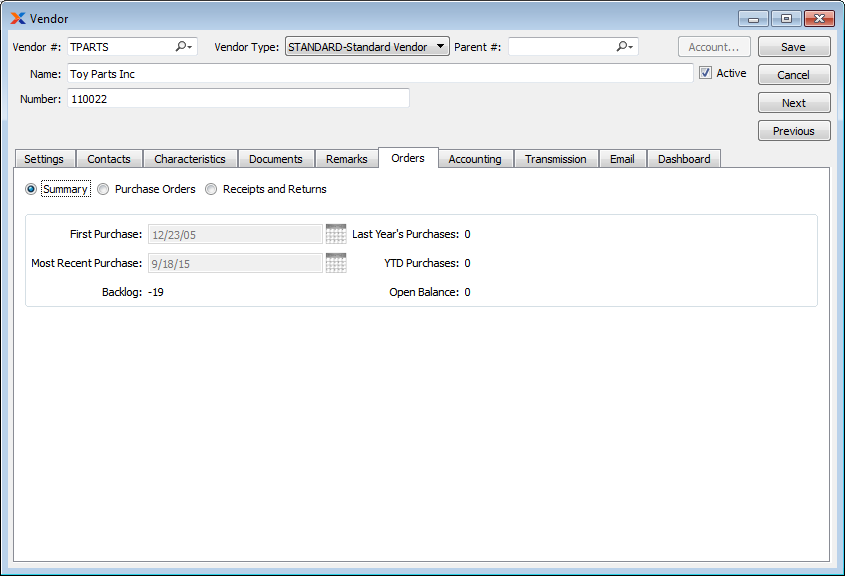 Vendor
Vendor #: TPARTS Vendor Type: STANDARD-Standard Vendor Parent #: Account... Save
Name: Toy Parts Inc Active Cancel
Number: 110022 Next
Previous
Settings Contacts Characteristics Documents Remarks Orders Accounting Transmission Email Dashboard
Summary Purchase Orders Receipts and Returns
First Purchase: 12/23/05 Last Year's Purchases: 0
Most Recent Purchase: 9/18/15 YTD Purchases: 0
Backlog: -19 Open Balance: 0